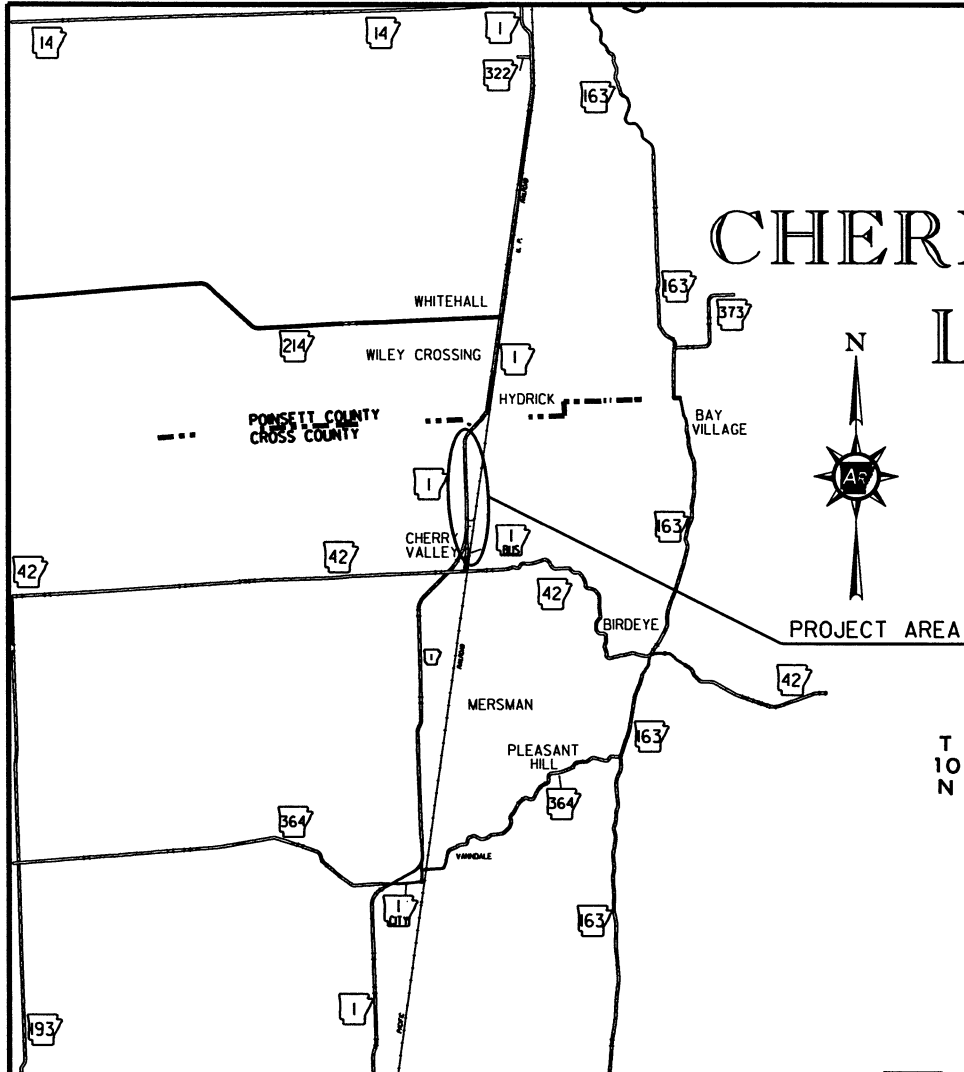 14
14
1
322
163
CHER
163
373
WHITEHALL
L
214
WILEY CROSSING
1
N
HYDRICK
POINSETT COUNTY
CROSS COUNTY
BAY
VILLAGE
1
AR
163
CHERRY
VALLEY
1
BUS
42
42
42
BIRDEYE
PROJECT AREA
1
42
MERSMAN
163
PLEASANT
HILL
T
10
N
364
364
VANNDALE
1
CITY
163
1
193